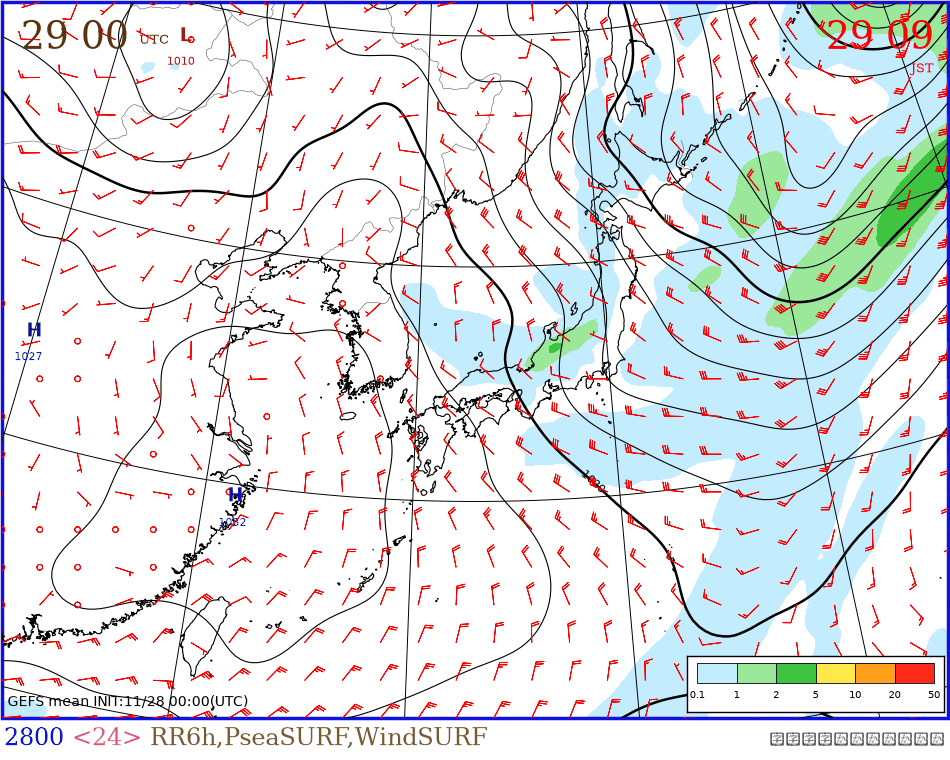 29 00 UTC
L
1010
29 09
JST
H
1027
H
1032
1020
0.1 1 2 5 10 20 50
GEFS mean INIT:11/28 00:00(UTC)
2800 <24> RR6h,PseaSURF,WindSURF